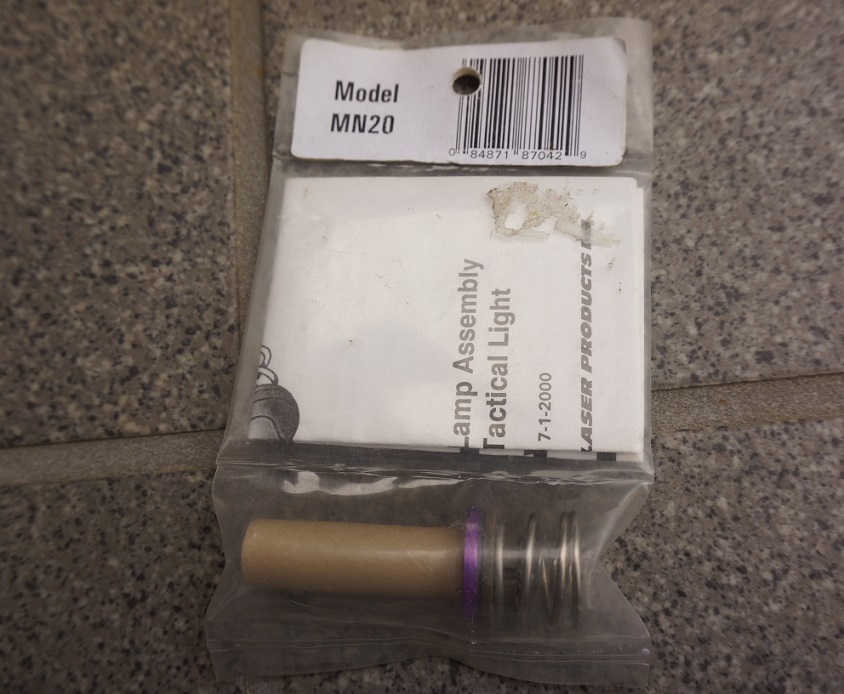 Model
MN20
0 84871 87042 9
Lamp Assembly
Tactical Light
7-1-2000
LASER PRODUCTS